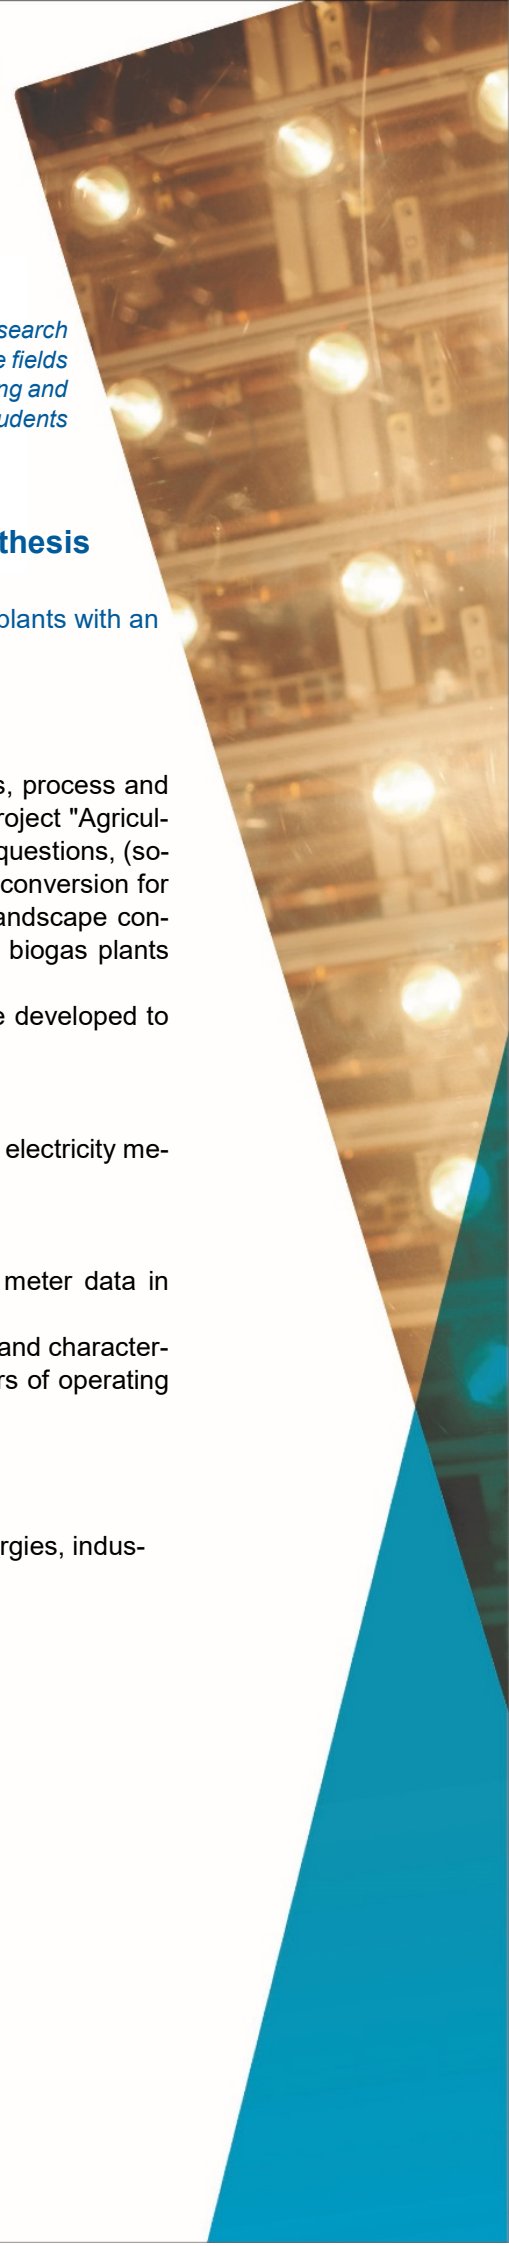 search
e fields
ng and
udents
thesis
plants with an
s, process and
roject "Agricul-
questions, (so-
conversion for
andscape con-
biogas plants
e developed to
electricity me-
meter data in
and character-
rs of operating
rgies, indus-